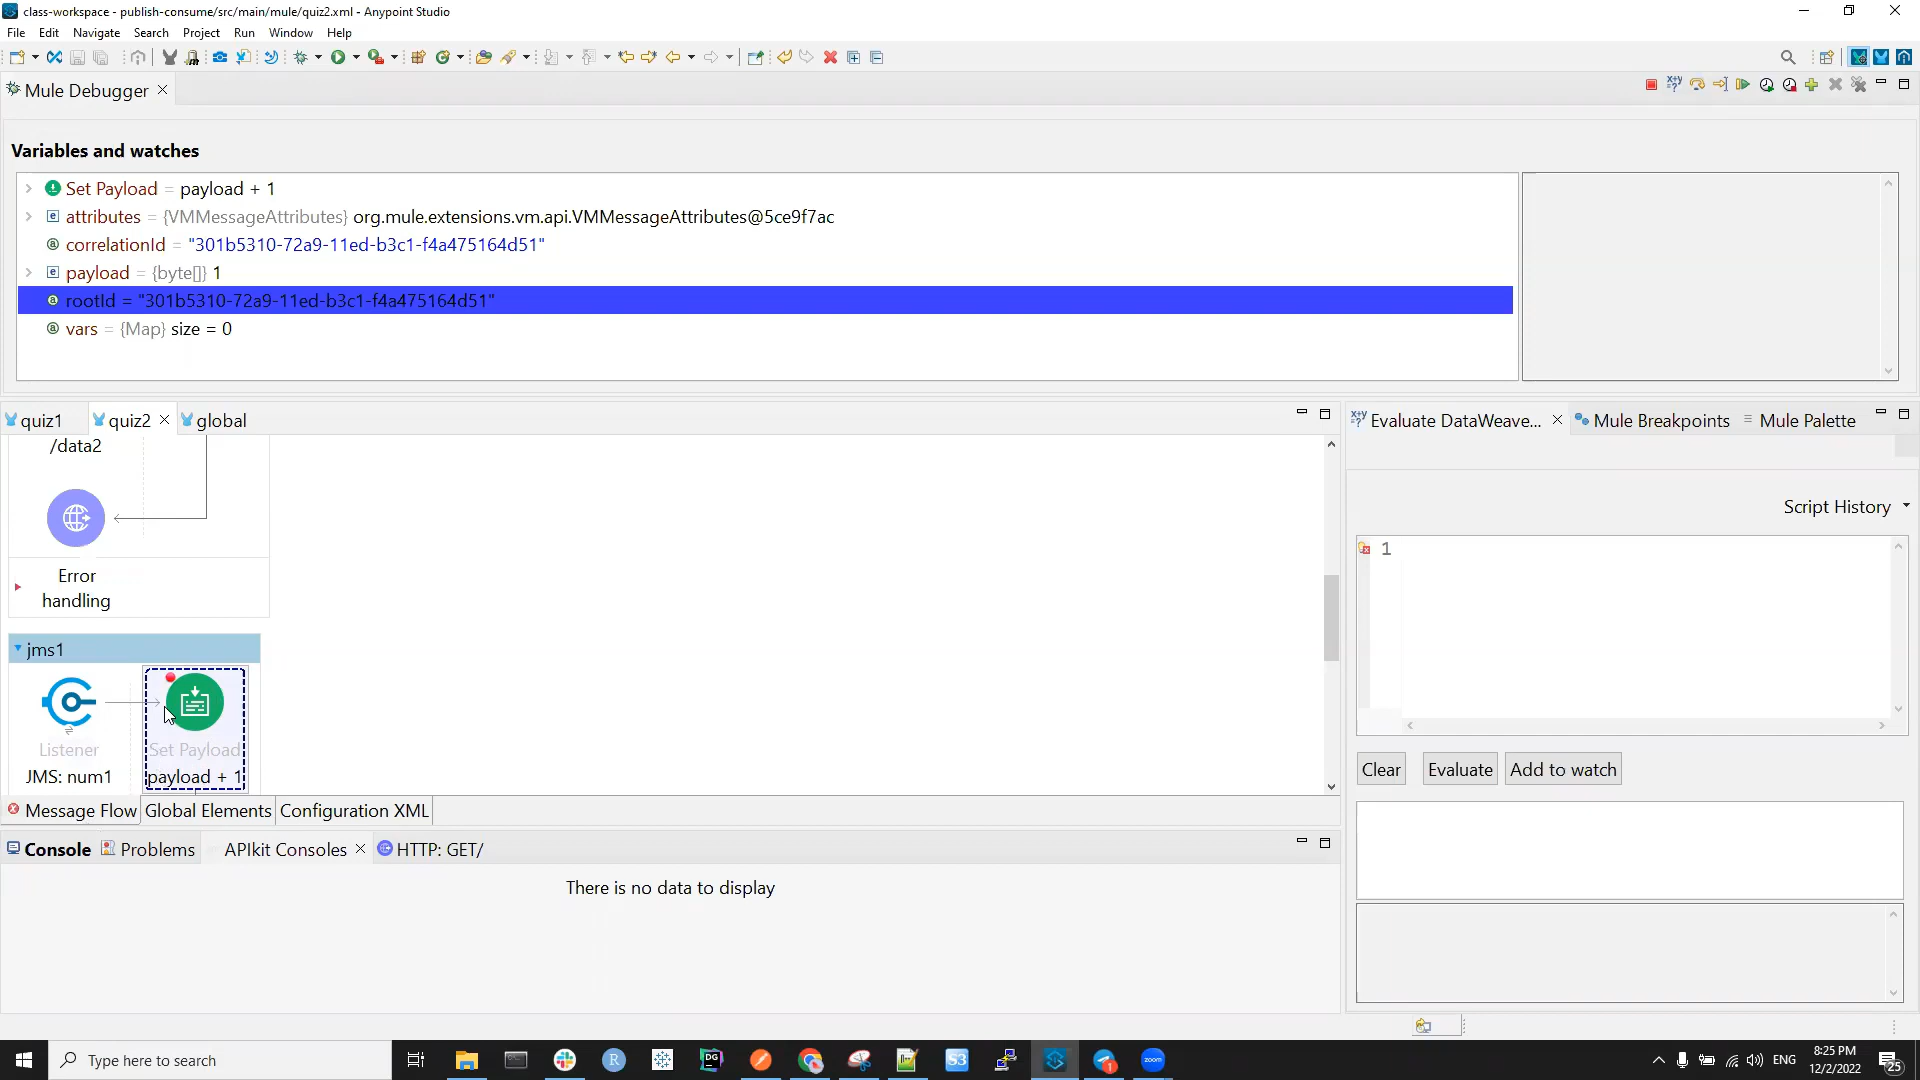 class-workspace - publish-consume/src/main/mule/quiz2.xml - Anypoint Studio
File Edit Navigate Search Project Run Window Help
Mule Debugger
Variables and watches
Set Payload = payload + 1
attributes = {VMMessageAttributes} org.mule.extensions.vm.api.VMMessageAttributes@5ce9f7ac
correlationId = "301b5310-72a9-11ed-b3c1-f4a475164d51"
payload = {byte[]} 1
rootId = "301b5310-72a9-11ed-b3c1-f4a475164d51"
vars = {Map} size = 0
quiz1 quiz2 global
Evaluate DataWeave... Mule Breakpoints Mule Palette
/data2
Script History
1
Error
handling
jms1
Listener Set Payload
JMS: num1 payload + 1
Clear Evaluate Add to watch
Message Flow Global Elements Configuration XML
Console Problems APIkit Consoles HTTP: GET/
There is no data to display
Type here to search
DG
S3
zoom
1
ENG
8:25 PM
12/2/2022
25